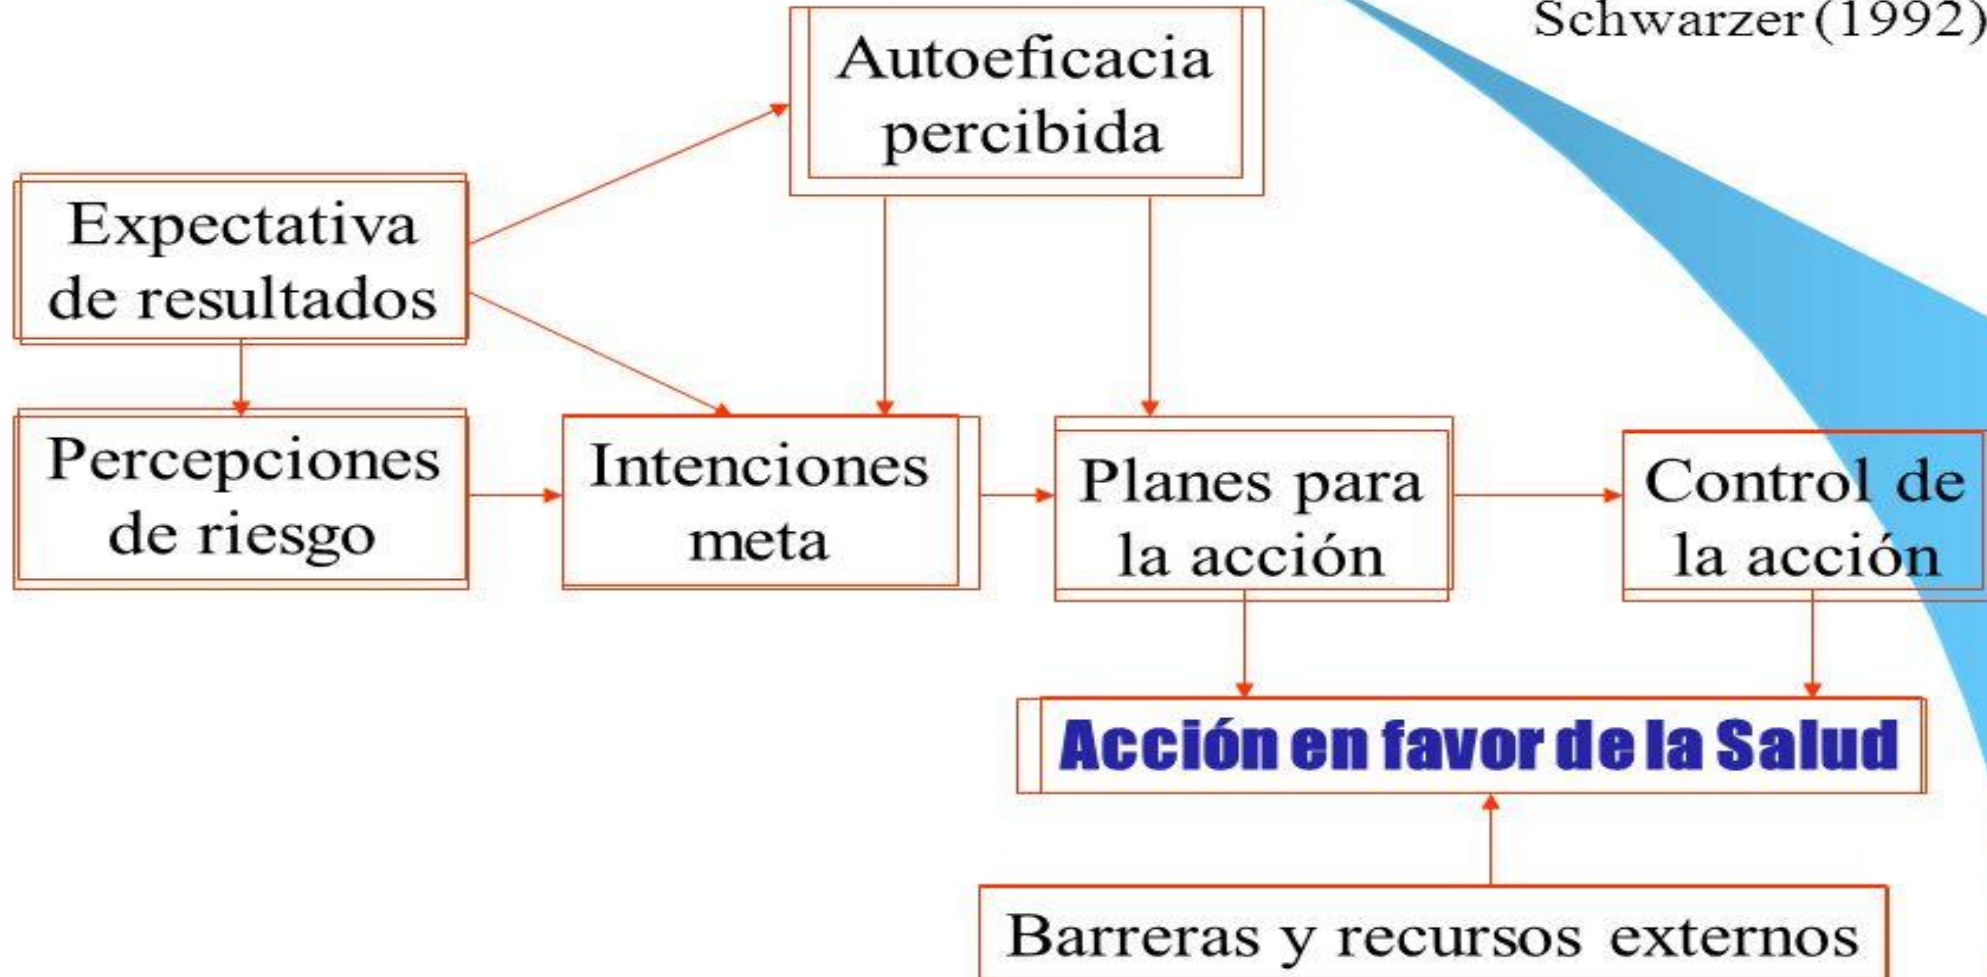 Schwarzer (1992)
Autoeficacia
percibida
Expectativa
de resultados
Percepciones
de riesgo
Intenciones
meta
Planes para
la acción
Control de
la acción
Acción en favor de la Salud
Barreras y recursos externos